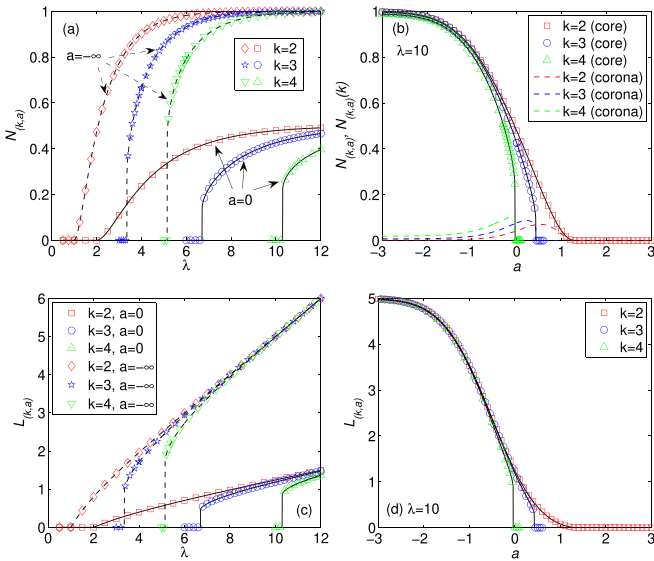 (a)
a=−∞
k=2
k=3
k=4
a=0
N(k,a)
1
0.8
0.6
0.4
0.2
0
0 2 4 6 8 10 12
λ
(b)
λ=10
k=2 (core)
k=3 (core)
k=4 (core)
k=2 (corona)
k=3 (corona)
k=4 (corona)
N(k,a), N(k,a)(k)
1
0.8
0.6
0.4
0.2
0
−3 −2 −1 0 1 2 3
a
k=2, a=0
k=3, a=0
k=4, a=0
k=2, a=−∞
k=3, a=−∞
k=4, a=−∞
L(k,a)
6
5
4
3
2
1
0
(c)
0 2 4 6 8 10 12
λ
k=2
k=3
k=4
L(k,a)
5
4
3
2
1
0
(d) λ=10
−3 −2 −1 0 1 2 3
a